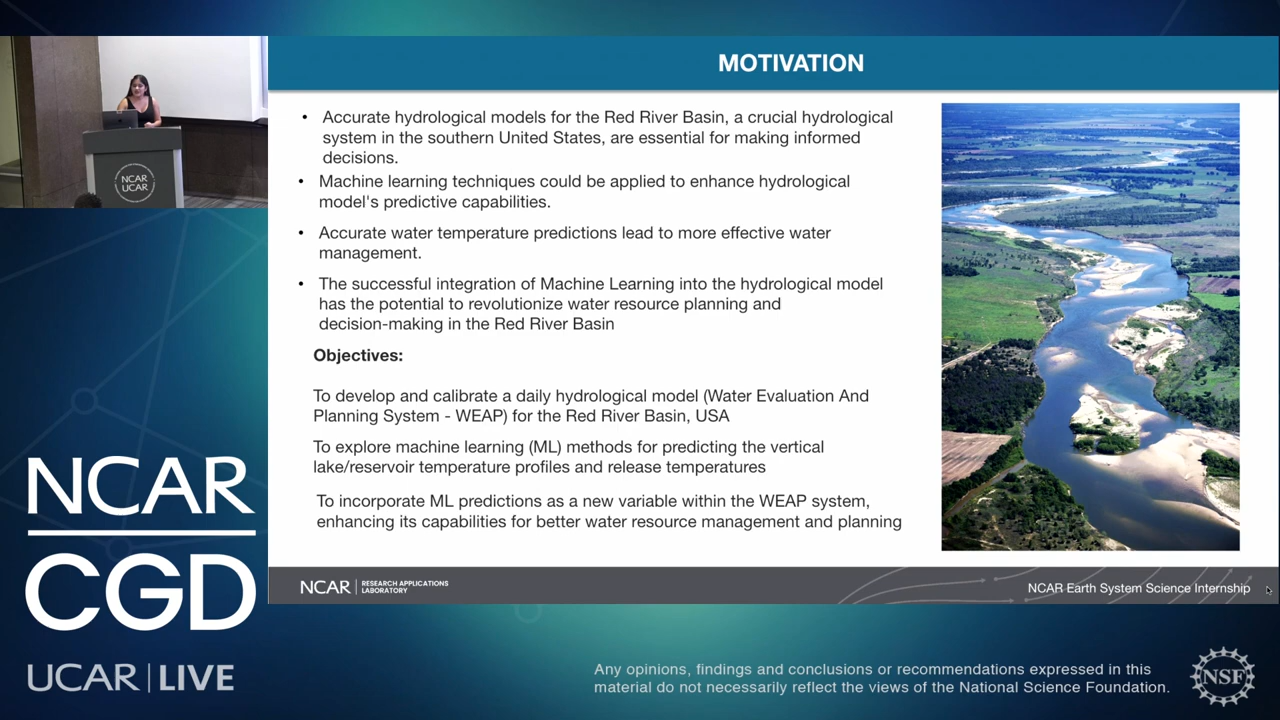 MOTIVATION
• Accurate hydrological models for the Red River Basin, a crucial hydrological
system in the southern United States, are essential for making informed
decisions.
• Machine learning techniques could be applied to enhance hydrological
model's predictive capabilities.
• Accurate water temperature predictions lead to more effective water
management.
• The successful integration of Machine Learning into the hydrological model
has the potential to revolutionize water resource planning and
decision-making in the Red River Basin
Objectives:
To develop and calibrate a daily hydrological model (Water Evaluation And
Planning System - WEAP) for the Red River Basin, USA
To explore machine learning (ML) methods for predicting the vertical
lake/reservoir temperature profiles and release temperatures
To incorporate ML predictions as a new variable within the WEAP system,
enhancing its capabilities for better water resource management and planning
NCAR | RESEARCH APPLICATIONS
LABORATORY
NCAR Earth System Science Internship
NCAR
UCAR
NCAR
CGD
UCAR | LIVE
Any opinions, findings and conclusions or recommendations expressed in this
material do not necessarily reflect the views of the National Science Foundation.
NSF